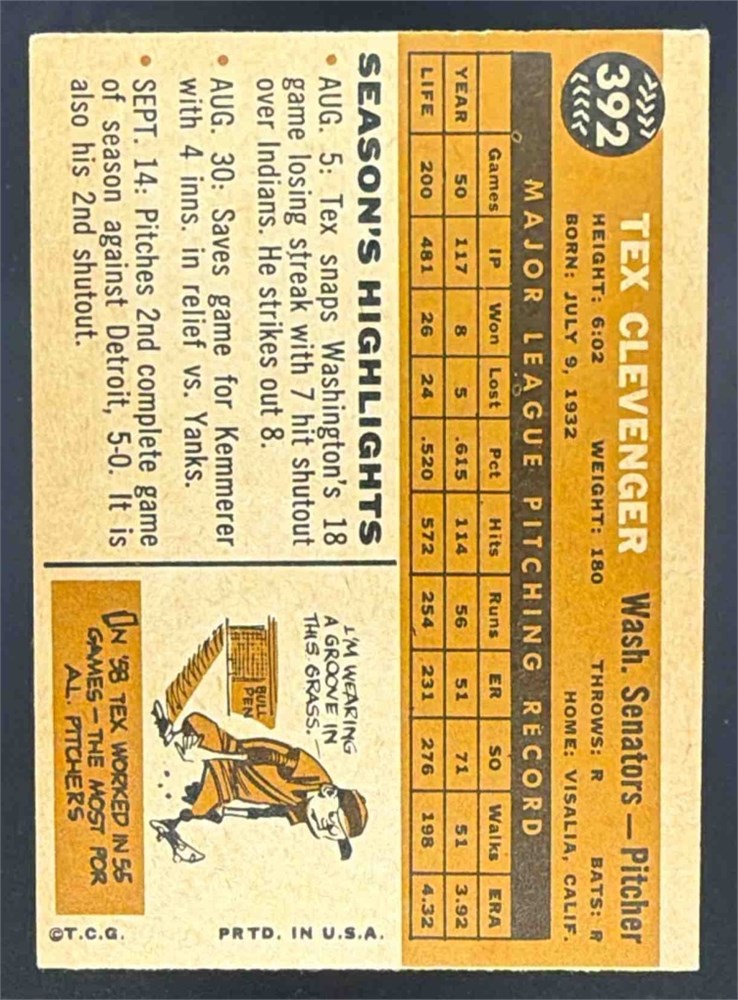 392
TEX CLEVENGER Wash. Senators — Pitcher
HEIGHT: 6:02 WEIGHT: 180 THROWS: R BATS: R
BORN: JULY 9, 1932 HOME: VISALIA, CALIF.
MAJOR LEAGUE PITCHING RECORD
Games IP Won Lost Pct Hits Runs ER SO Walks ERA
YEAR 50 117 8 5 .615 114 56 51 71 51 3.92
LIFE 200 481 26 24 .520 572 254 231 276 198 4.32
SEASON'S HIGHLIGHTS
• AUG. 5: Tex snaps Washington's 18
game losing streak with 7 hit shutout
over Indians. He strikes out 8.
• AUG. 30: Saves game for Kemmerer
with 4 inns. in relief vs. Yanks.
• SEPT. 14: Pitches 2nd complete game
of season against Detroit, 5-0. It is
also his 2nd shutout.
I'M WEARING
A GROOVE IN
THIS GRASS.
BULL
PEN
IN '58 TEX WORKED IN 55
GAMES — THE MOST FOR
A.L. PITCHERS
©T.C.G. PRTD. IN U.S.A.